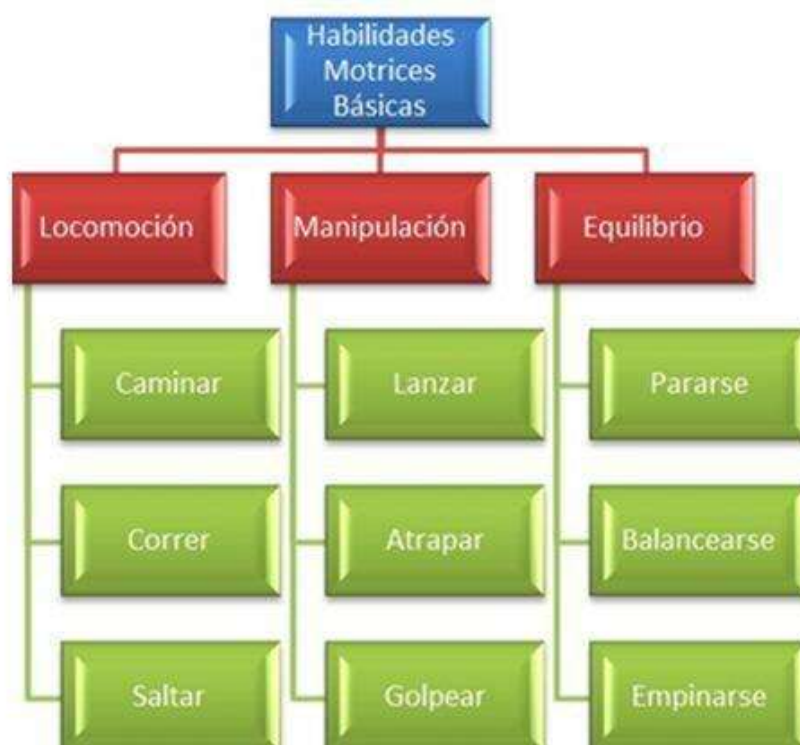 Habilidades
Motrices
Básicas
Locomoción
Manipulación
Equilibrio
Caminar
Lanzar
Pararse
Correr
Atrapar
Balancearse
Saltar
Golpear
Empinarse